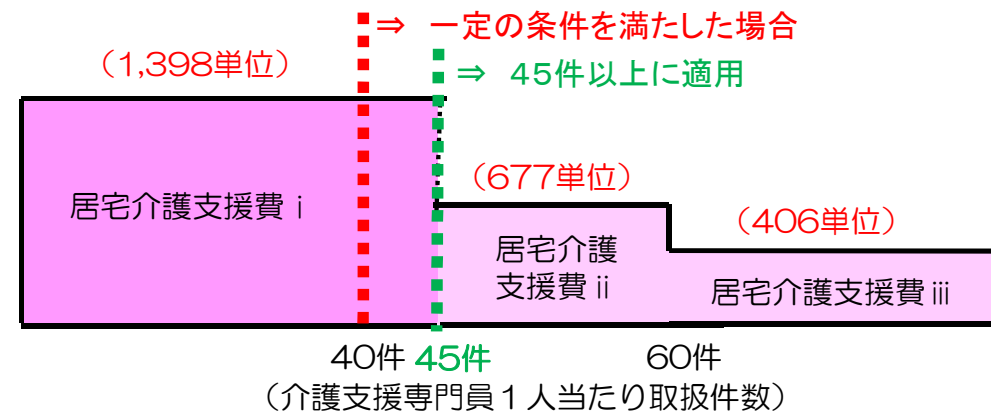 ⇒ 一定の条件を満たした場合
（1,398単位）
⇒ 45件以上に適用
（677単位）
居宅介護支援費ⅰ
（406単位）
居宅介護
支援費ⅱ
居宅介護支援費ⅲ
40件 45件 60件
（介護支援専門員１人当たり取扱件数）